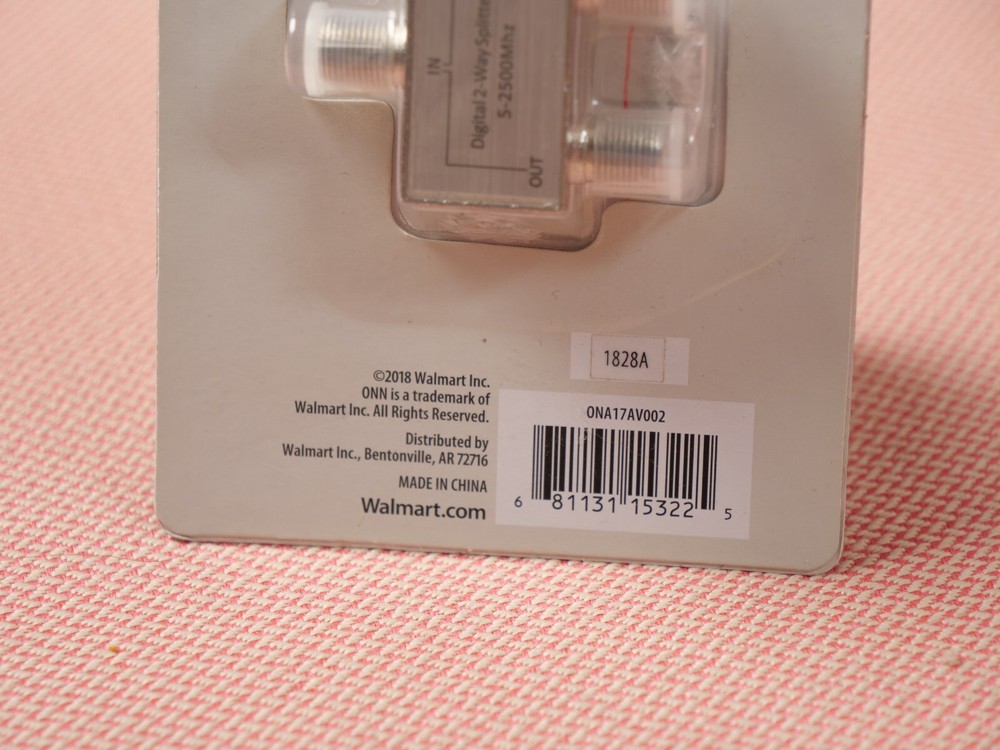 IN
Digital 2-Way Splitter
5-2500Mhz
OUT
1828A
©2018 Walmart Inc.
ONN is a trademark of
Walmart Inc. All Rights Reserved.
Distributed by
Walmart Inc., Bentonville, AR 72716
MADE IN CHINA
Walmart.com
ONA17AV002
6 81131 15322 5